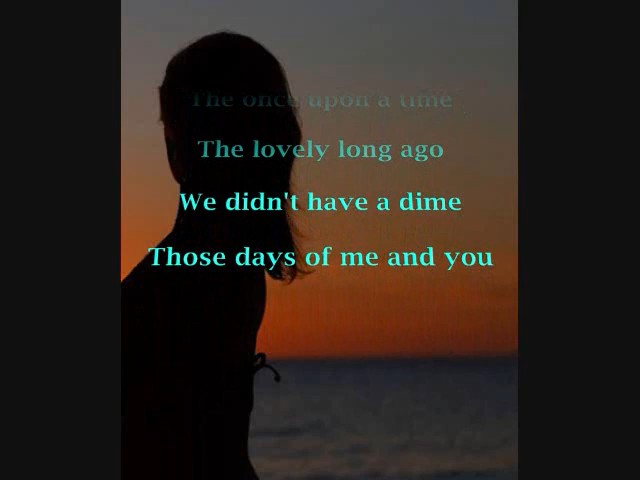 The once upon a time
The lovely long ago
We didn't have a dime
Those days of me and you